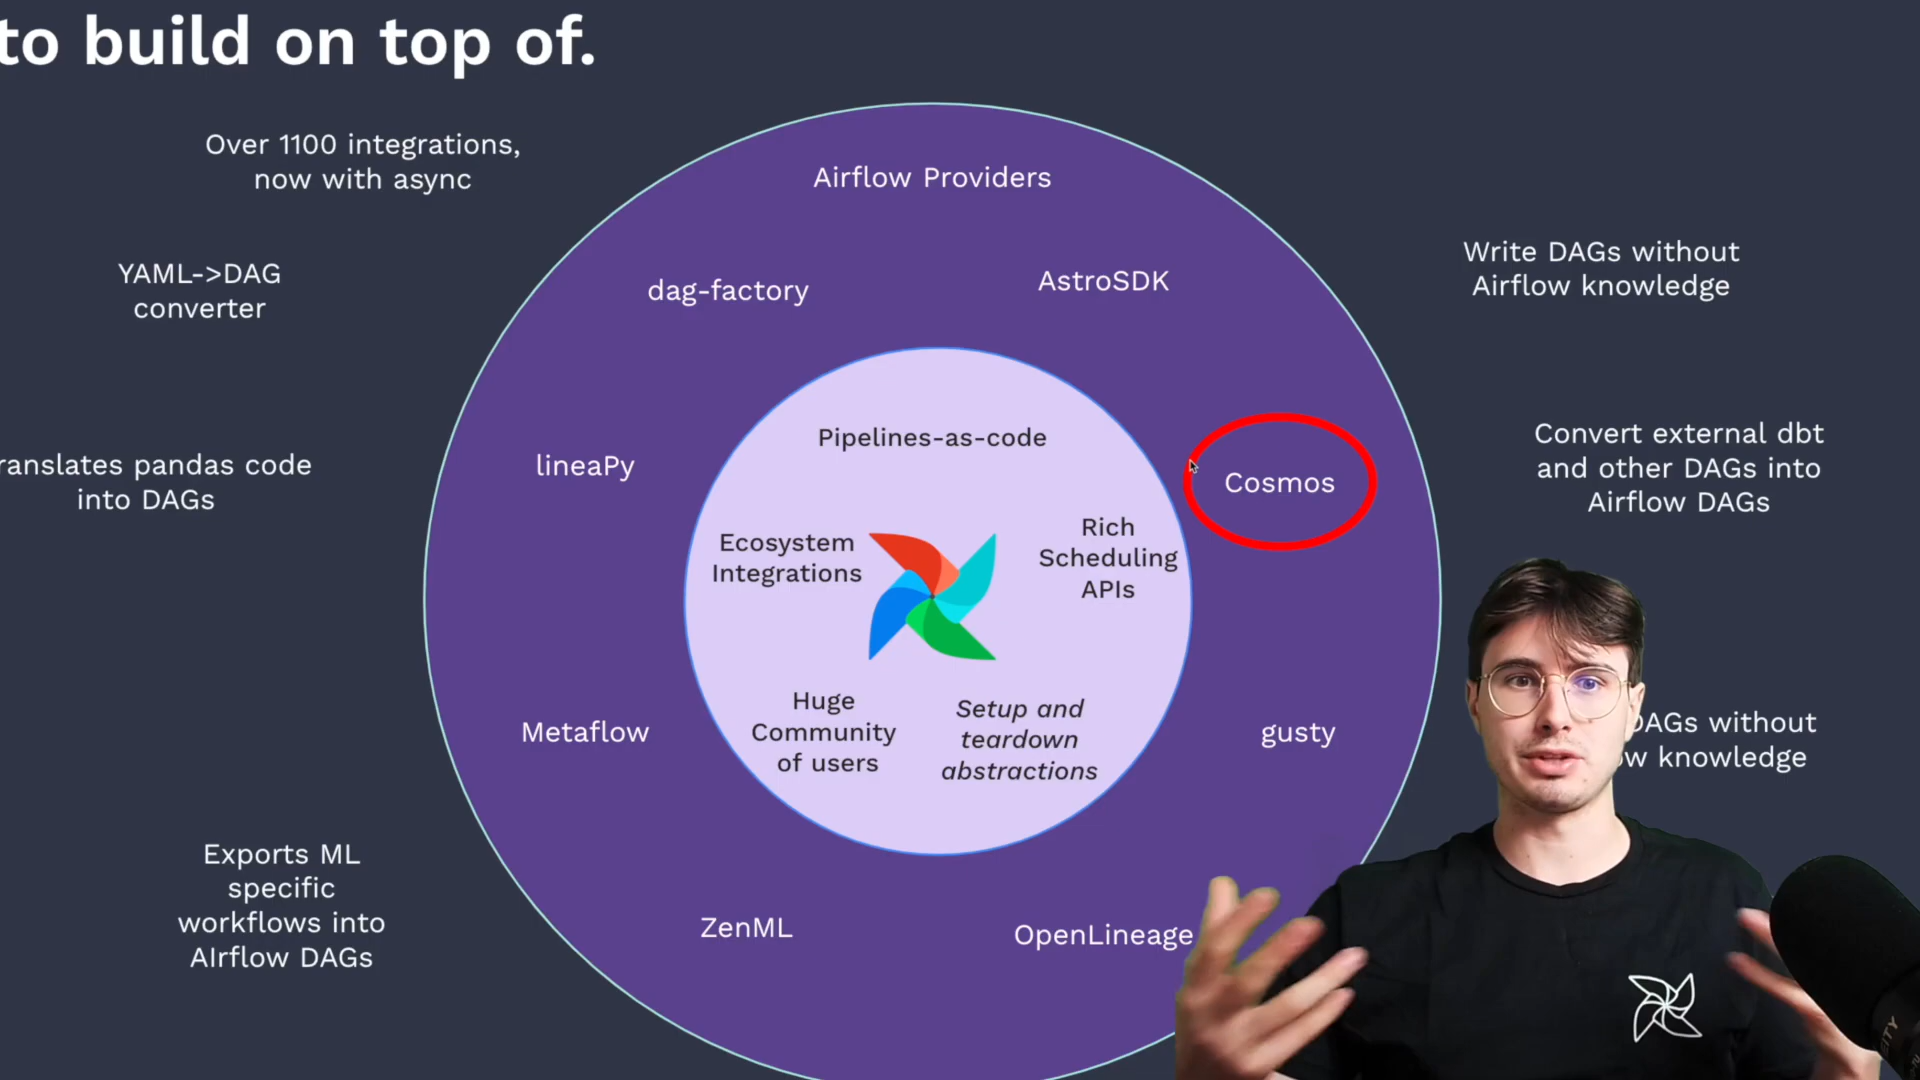 to build on top of.
Over 1100 integrations,
now with async
Airflow Providers
YAML->DAG
converter
dag-factory
AstroSDK
Write DAGs without
Airflow knowledge
pandas code
into DAGs
lineaPy
Pipelines-as-code
Cosmos
Convert external dbt
and other DAGs into
Airflow DAGs
Ecosystem
Integrations
Rich
Scheduling
APIs
Metaflow
Huge
Community
of users
Setup and
teardown
abstractions
gusty
DAGs without
knowledge
Exports ML
specific
workflows into
AIrflow DAGs
ZenML
OpenLineage